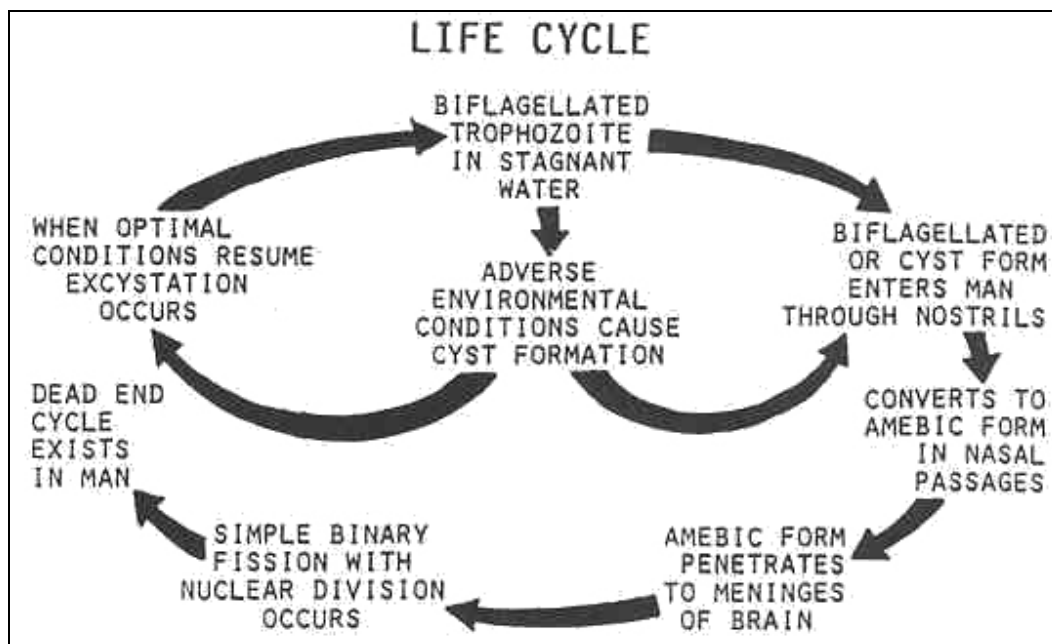 LIFE CYCLE
BIFLAGELLATED
TROPHOZOITE
IN STAGNANT
WATER
WHEN OPTIMAL
CONDITIONS RESUME
EXCYSTATION
OCCURS
ADVERSE
ENVIRONMENTAL
CONDITIONS CAUSE
CYST FORMATION
BIFLAGELLATED
OR CYST FORM
ENTERS MAN
THROUGH NOSTRILS
DEAD END
CYCLE
EXISTS
IN MAN
CONVERTS TO
AMEBIC FORM
IN NASAL
PASSAGES
SIMPLE BINARY
FISSION WITH
NUCLEAR DIVISION
OCCURS
AMEBIC FORM
PENETRATES
TO MENINGES
OF BRAIN